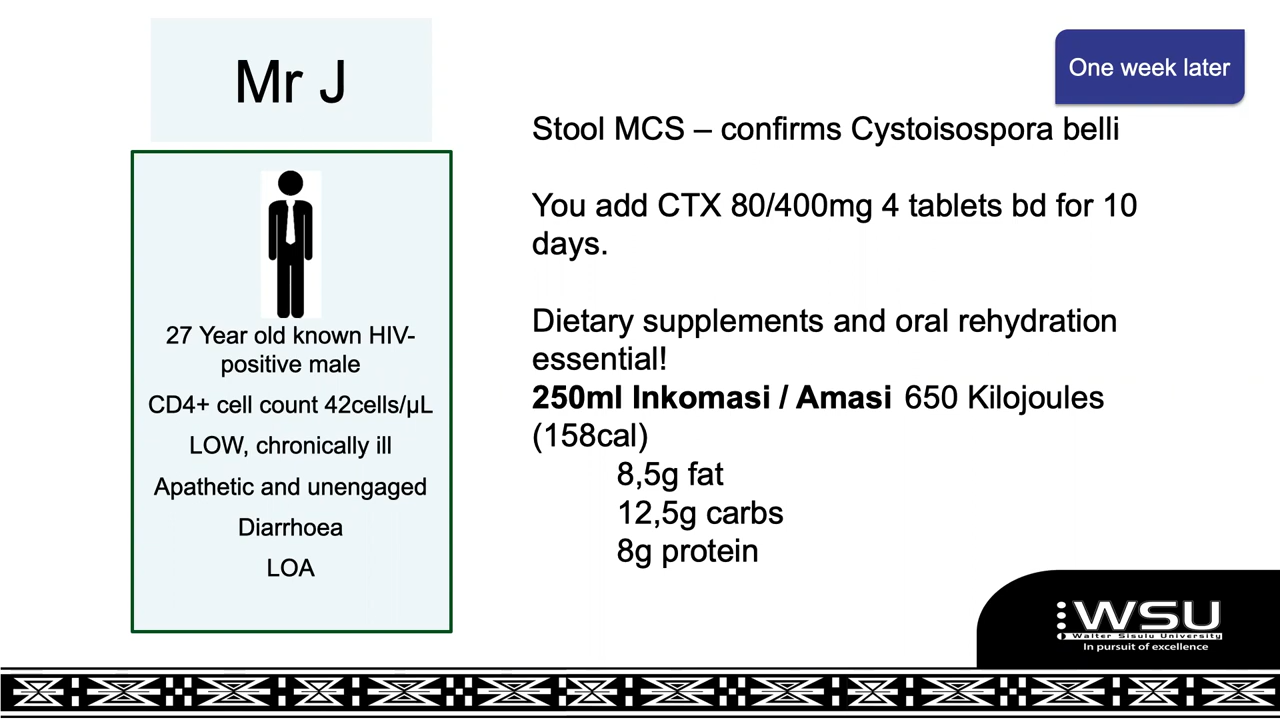 Mr J
One week later
27 Year old known HIV-
positive male
CD4+ cell count 42cells/µL
LOW, chronically ill
Apathetic and unengaged
Diarrhoea
LOA
Stool MCS – confirms Cystoisospora belli
You add CTX 80/400mg 4 tablets bd for 10
days.
Dietary supplements and oral rehydration
essential!
250ml Inkomasi / Amasi 650 Kilojoules
(158cal)
8,5g fat
12,5g carbs
8g protein
WSU
Walter Sisulu University
In pursuit of excellence